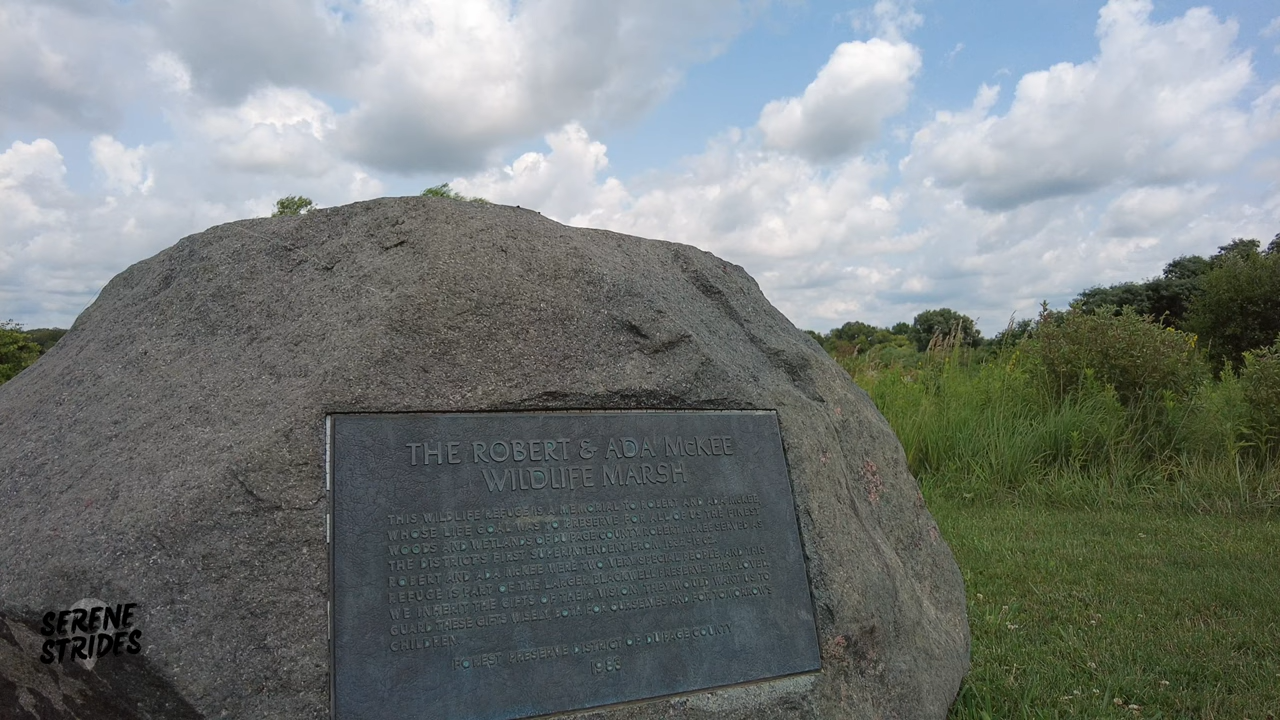 THE ROBERT & ADA McKEE
WILDLIFE MARSH
THIS WILDLIFE REFUGE IS A MEMORIAL TO ROBERT AND ADA McKEE,
WHOSE LIFE GOAL WAS TO PRESERVE FOR ALL OF US THE FINEST
WOODS AND WETLANDS OF DU PAGE COUNTY. ROBERT McKEE SERVED AS
THE DISTRICT'S FIRST SUPERINTENDENT FROM
ROBERT AND ADA McKEE WERE TWO VERY SPECIAL PEOPLE, AND THIS
REFUGE IS PART OF THE LARGER BLACKWELL PRESERVE THEY LOVED.
WE INHERIT THE GIFTS OF THEIR VISION. THEY WOULD WANT US TO
GUARD THESE GIFTS WELL, BOTH FOR OURSELVES AND FOR TOMORROW'S
CHILDREN.
FOREST PRESERVE DISTRICT OF DU PAGE COUNTY
SERENE
STRIDES